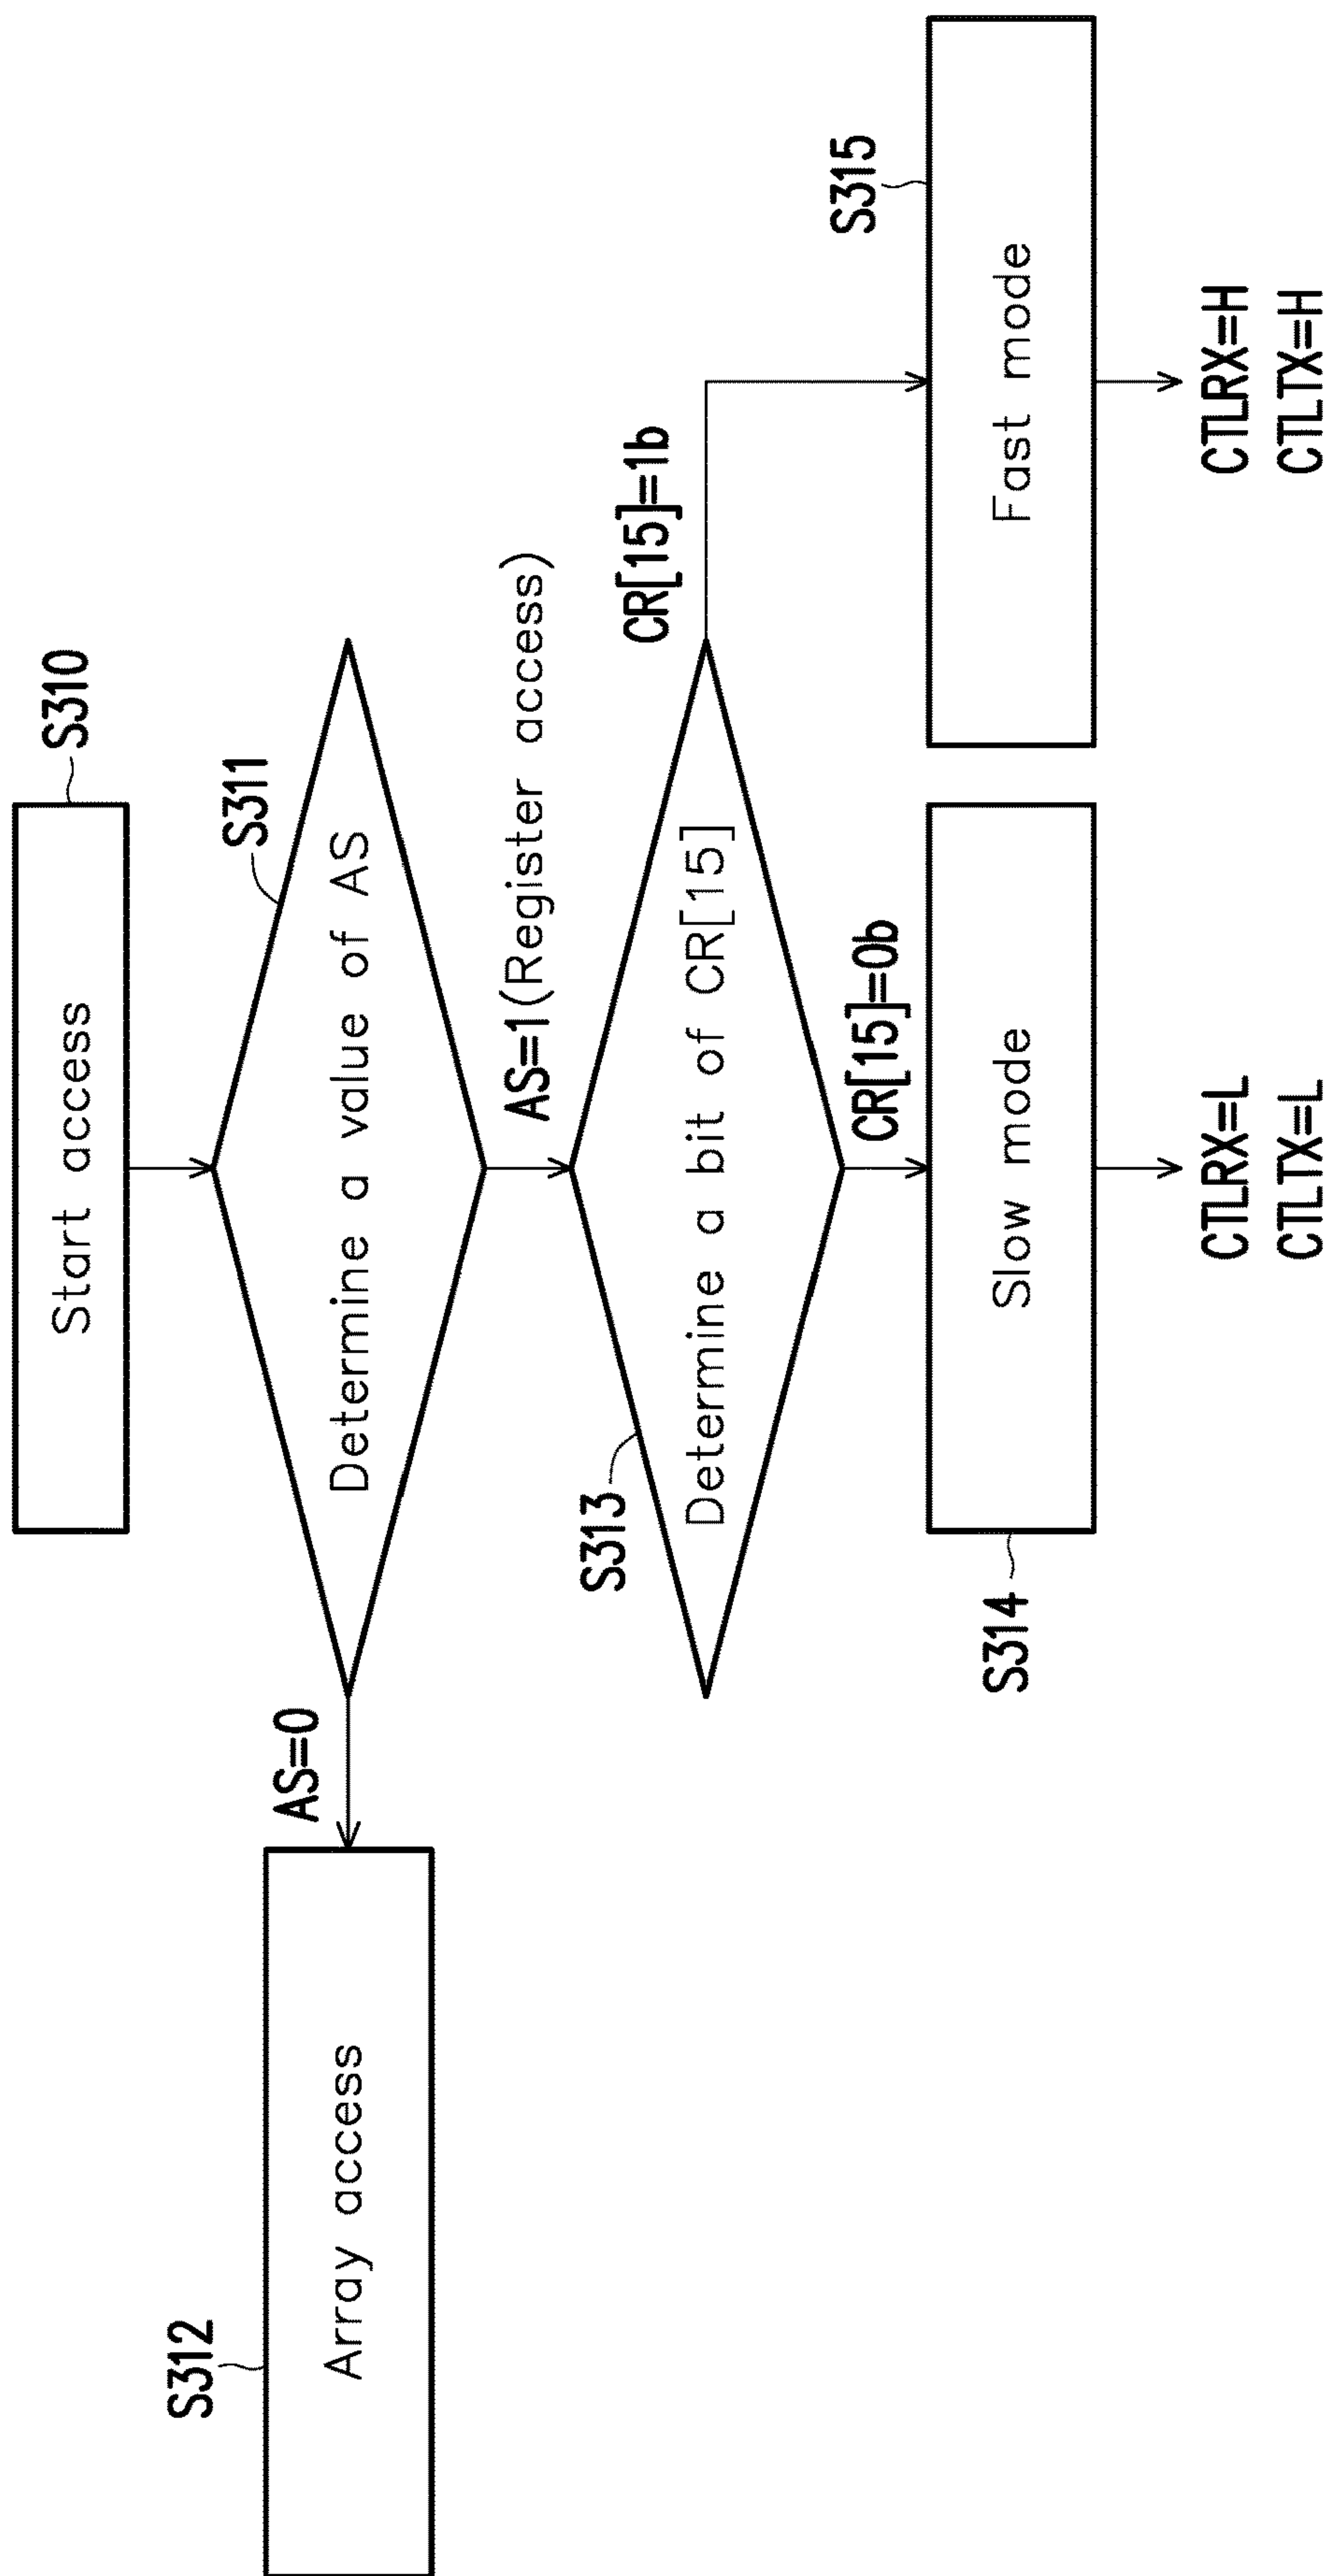 Start access
S310
S311
Determine a value of AS
AS=0
S312
Array access
AS=1(Register access)
S313
Determine a bit of CR[15]
CR[15]=1b
CR[15]=0b
S315
S314
Slow mode
Fast mode
CTLRX=L
CTLTX=L
CTLRX=H
CTLTX=H